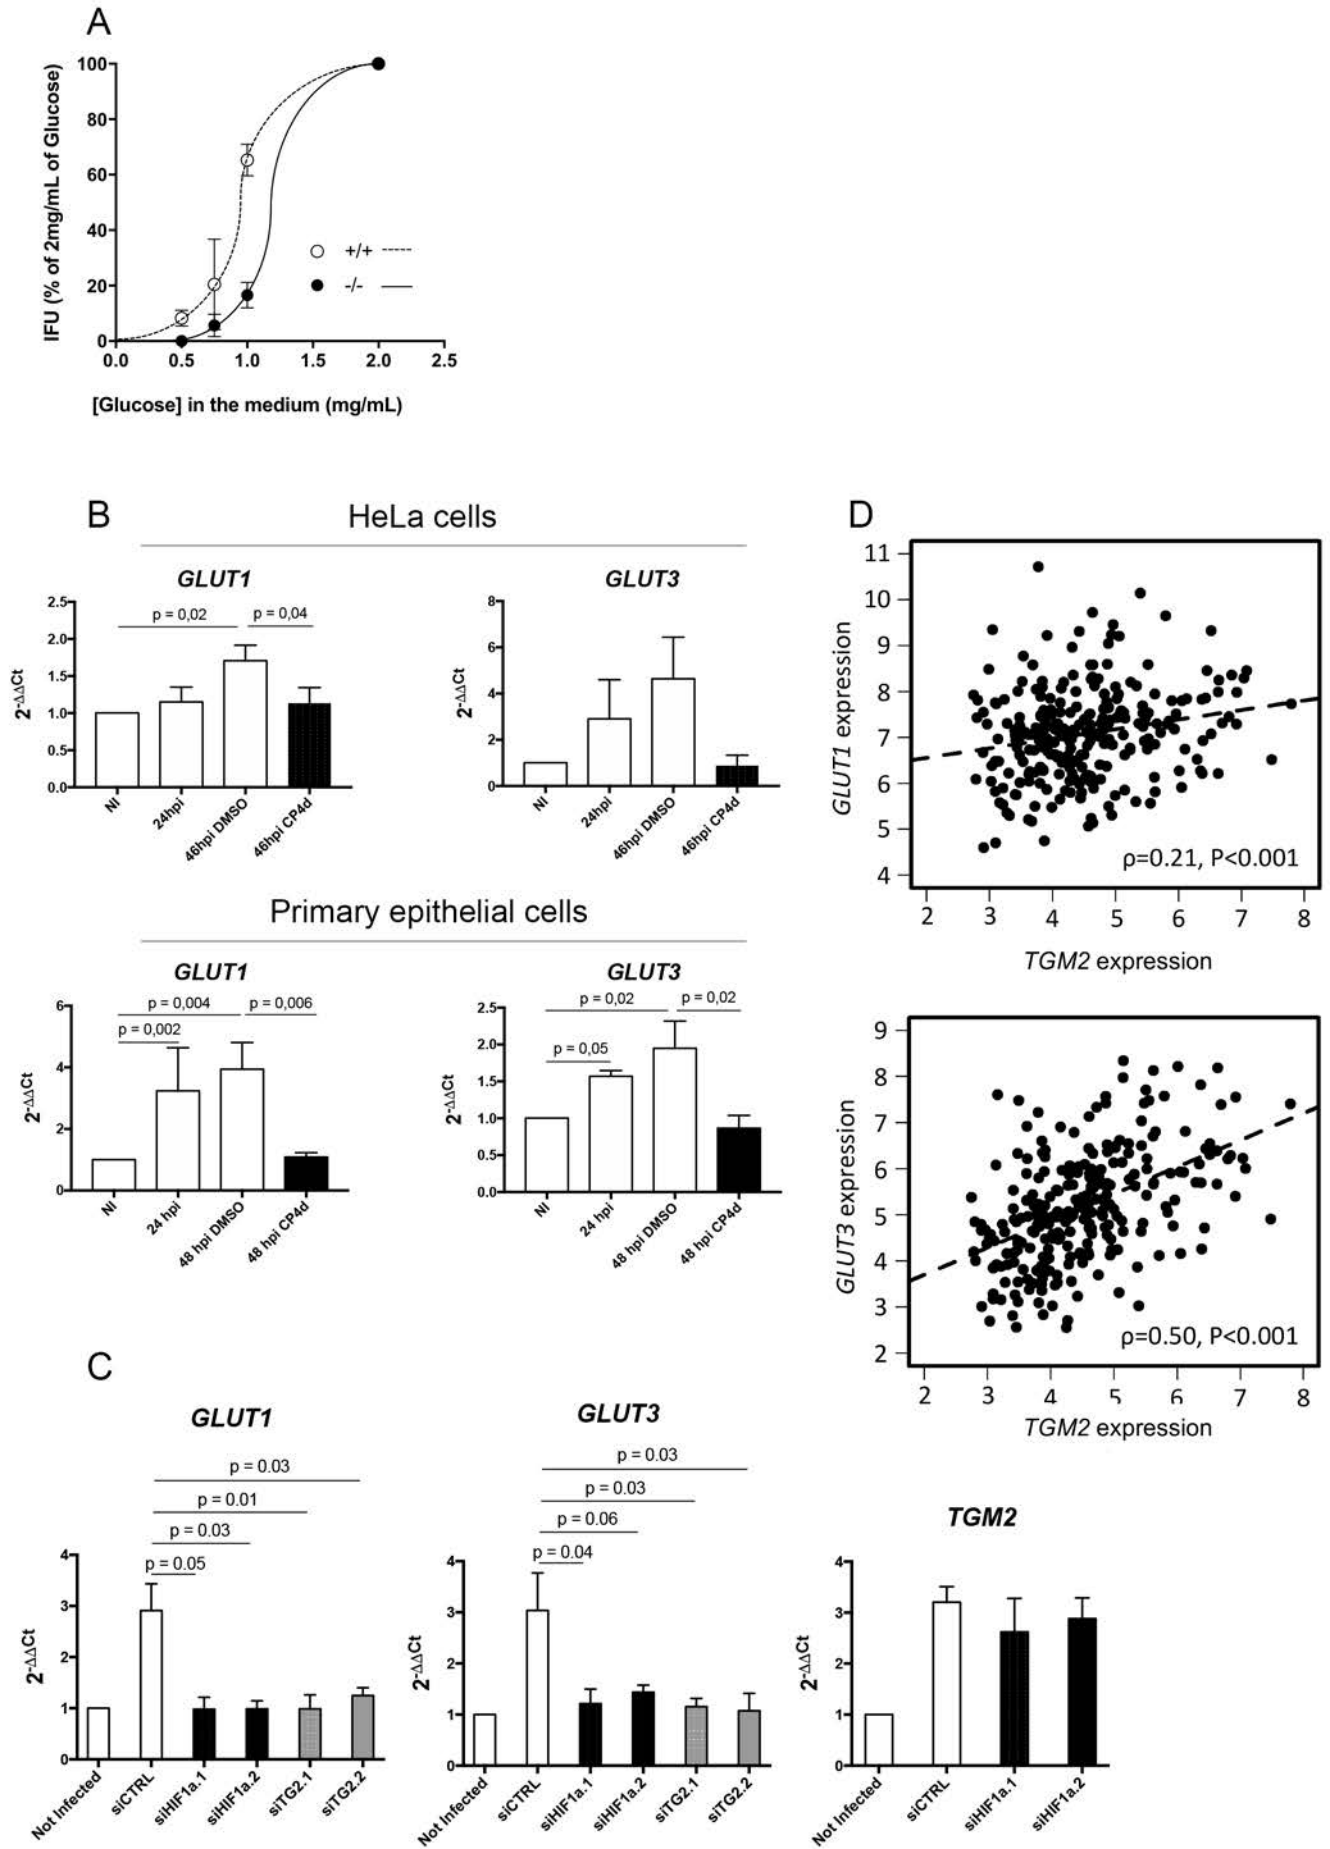 A
IFU (% of 2mg/mL of Glucose)
100
80
60
40
20
0
+/+
-/-
0.0 0.5 1.0 1.5 2.0 2.5
[Glucose] in the medium (mg/mL)
B
HeLa cells
GLUT1
2-ΔΔCt
2.5
2.0
1.5
1.0
0.5
0.0
p = 0,02
p = 0,04
NI
24hpi
46hpi DMSO
46hpi CP4d
GLUT3
2-ΔΔCt
8
6
4
2
0
NI
24hpi
46hpi DMSO
46hpi CP4d
Primary epithelial cells
GLUT1
2-ΔΔCt
6
4
2
0
p = 0,004
p = 0,006
p = 0,002
NI
24 hpi
48 hpi DMSO
48 hpi CP4d
GLUT3
2-ΔΔCt
2.5
2.0
1.5
1.0
0.5
0.0
p = 0,02
p = 0,02
p = 0,05
NI
24 hpi
48 hpi DMSO
48 hpi CP4d
D
GLUT1 expression
11
10
9
8
7
6
5
4
ρ=0.21, P<0.001
2 3 4 5 6 7 8
TGM2 expression
GLUT3 expression
9
8
7
6
5
4
3
2
ρ=0.50, P<0.001
2 3 4 5 6 7 8
TGM2 expression
C
GLUT1
p = 0.03
p = 0.01
p = 0.03
p = 0.05
2-ΔΔCt
4
3
2
1
0
Not Infected
siCTRL
siHIF1a.1
siHIF1a.2
siTG2.1
siTG2.2
GLUT3
p = 0.03
p = 0.03
p = 0.06
p = 0.04
2-ΔΔCt
4
3
2
1
0
Not Infected
siCTRL
siHIF1a.1
siHIF1a.2
siTG2.1
siTG2.2
TGM2
2-ΔΔCt
4
3
2
1
0
Not Infected
siCTRL
siHIF1a.1
siHIF1a.2